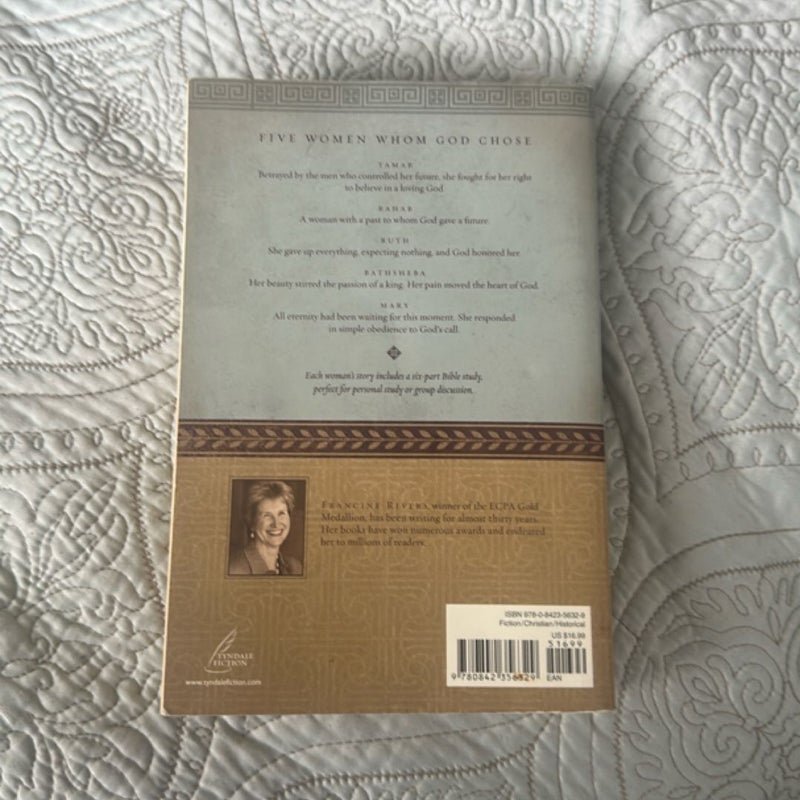 FIVE WOMEN WHOM GOD CHOSE
TAMAR
Betrayed by the men who controlled her future, she fought for her right
to believe in a loving God.
RAHAB
A woman with a past to whom God gave a future.
RUTH
She gave up everything, expecting nothing, and God honored her.
BATHSHEBA
Her beauty stirred the passion of a king. Her pain moved the heart of God.
MARY
All eternity had been waiting for this moment. She responded
in simple obedience to God's call.
Each woman's story includes a six-part Bible study,
perfect for personal study or group discussion.
FRANCINE RIVERS, winner of the ECPA Gold
Medallion, has been writing for almost thirty years.
Her books have won numerous awards and endeared
her to millions of readers.
TYNDALE
FICTION
www.tyndalefiction.com
ISBN 978-0-8423-5632-9
Fiction/Christian/Historical
US $16.99
51699
9 780842 356329
EAN